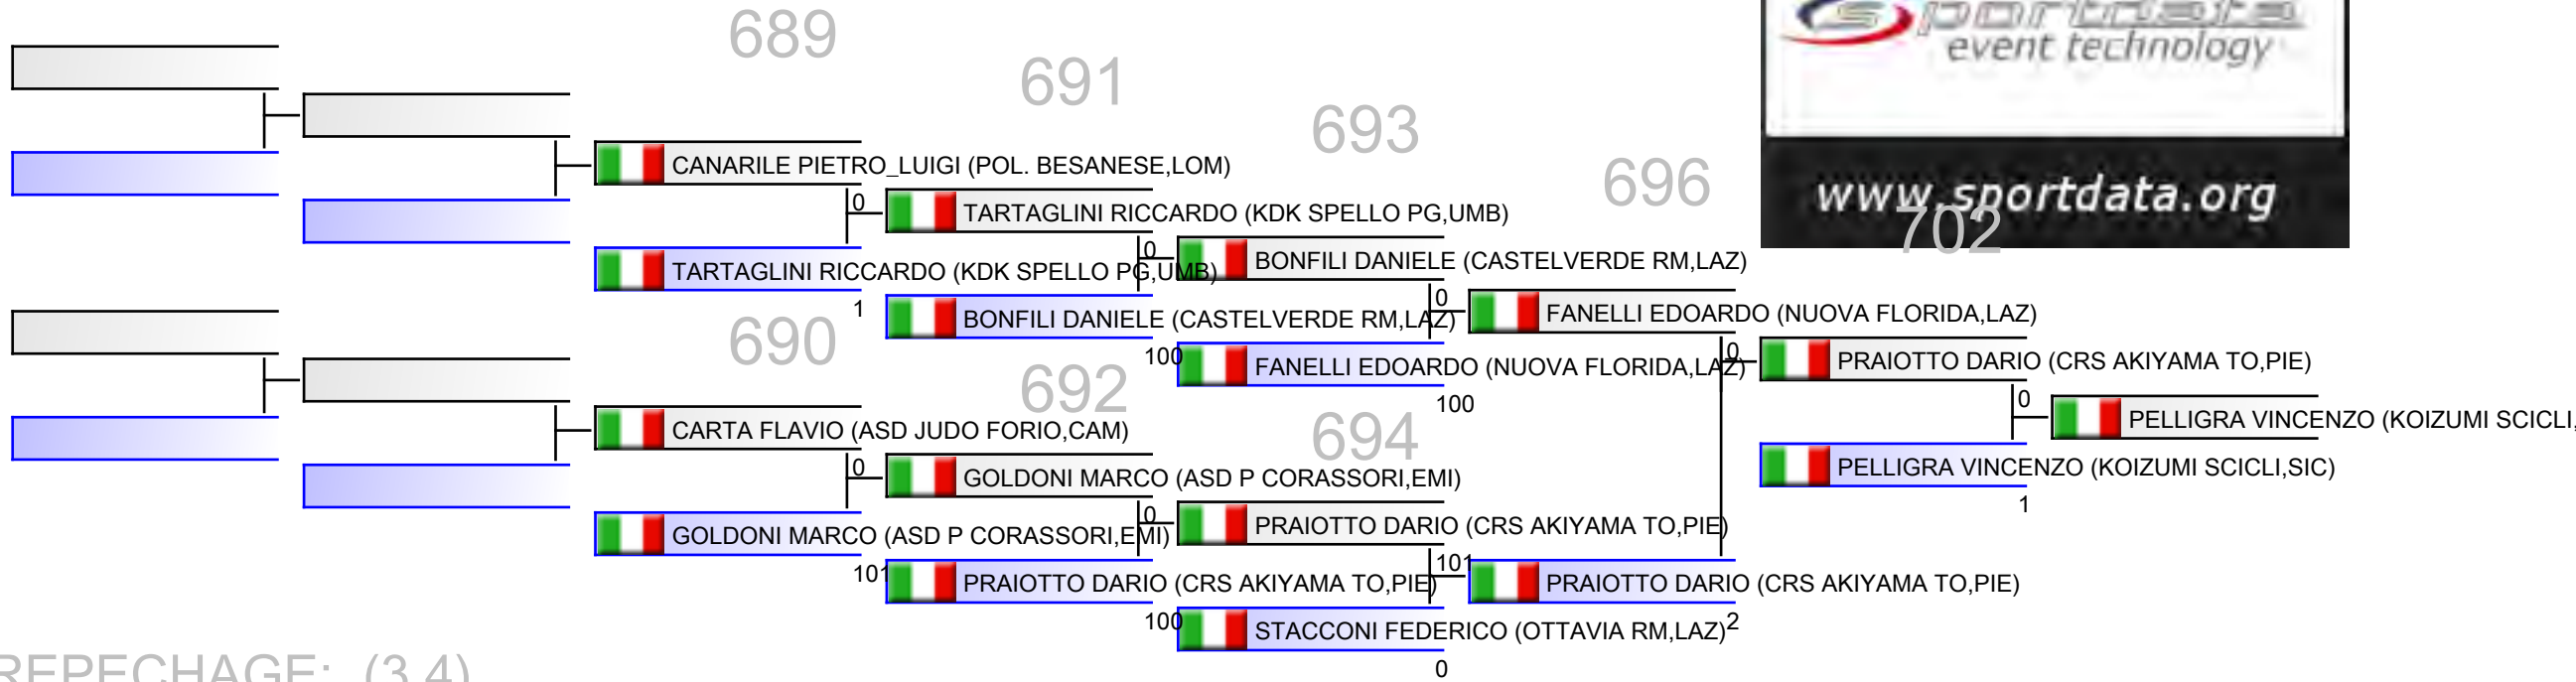 sportdata
event technology
www.sportdata.org
689
691
693
696
702
CANARILE PIETRO_LUIGI (POL. BESANESE,LOM)
0
TARTAGLINI RICCARDO (KDK SPELLO PG,UMB)
1
TARTAGLINI RICCARDO (KDK SPELLO PG,UMB)
0
BONFILI DANIELE (CASTELVERDE RM,LAZ)
100
BONFILI DANIELE (CASTELVERDE RM,LAZ)
0
FANELLI EDOARDO (NUOVA FLORIDA,LAZ)
100
FANELLI EDOARDO (NUOVA FLORIDA,LAZ)
0
PRAIOTTO DARIO (CRS AKIYAMA TO,PIE)
0
PELLIGRA VINCENZO (KOIZUMI SCICLI,
PELLIGRA VINCENZO (KOIZUMI SCICLI,SIC)
1
690
692
694
CARTA FLAVIO (ASD JUDO FORIO,CAM)
0
GOLDONI MARCO (ASD P CORASSORI,EMI)
101
GOLDONI MARCO (ASD P CORASSORI,EMI)
0
PRAIOTTO DARIO (CRS AKIYAMA TO,PIE)
100
PRAIOTTO DARIO (CRS AKIYAMA TO,PIE)
101
STACCONI FEDERICO (OTTAVIA RM,LAZ)
0
PRAIOTTO DARIO (CRS AKIYAMA TO,PIE)
2
REPECHAGE: (3,4)